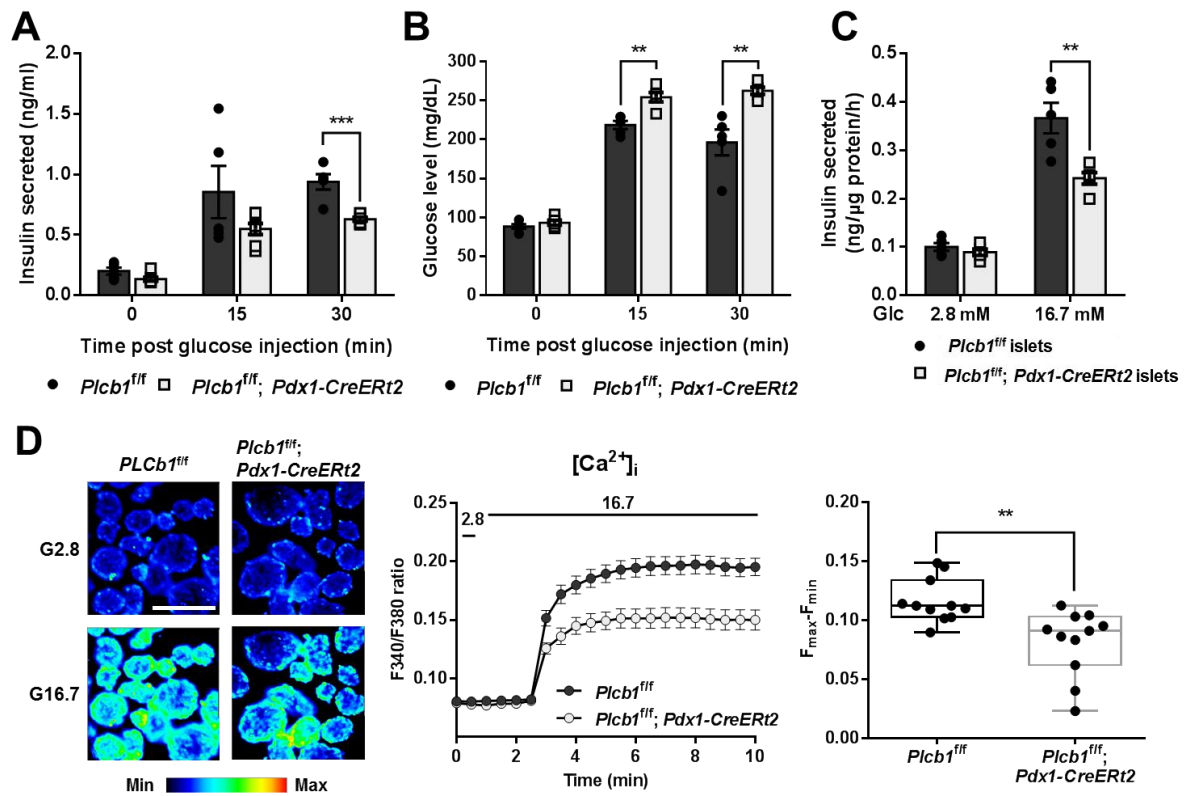 A
Insulin secreted (ng/ml)
2.0
1.5
1.0
0.5
0.0
***
0 15 30
Time post glucose injection (min)
Plcb1f/f Plcb1f/f; Pdx1-CreERt2
B
Glucose level (mg/dL)
300
250
200
150
100
50
0
** **
0 15 30
Time post glucose injection (min)
Plcb1f/f Plcb1f/f; Pdx1-CreERt2
C
Insulin secreted
(ng/µg protein/h)
0.5
0.4
0.3
0.2
0.1
0.0
**
Glc 2.8 mM 16.7 mM
Plcb1f/f islets
Plcb1f/f; Pdx1-CreERt2 islets
D
PLCb1f/f
Plcb1f/f;
Pdx1-CreERt2
G2.8
G16.7
Min Max
[Ca2+]i
F340/F380 ratio
0.25
0.20
0.15
0.10
2.8
16.7
Plcb1f/f
Plcb1f/f; Pdx1-CreERt2
0 2 4 6 8 10
Time (min)
Fmax-Fmin
0.20
0.15
0.10
0.05
0.00
**
Plcb1f/f
Plcb1f/f;
Pdx1-CreERt2